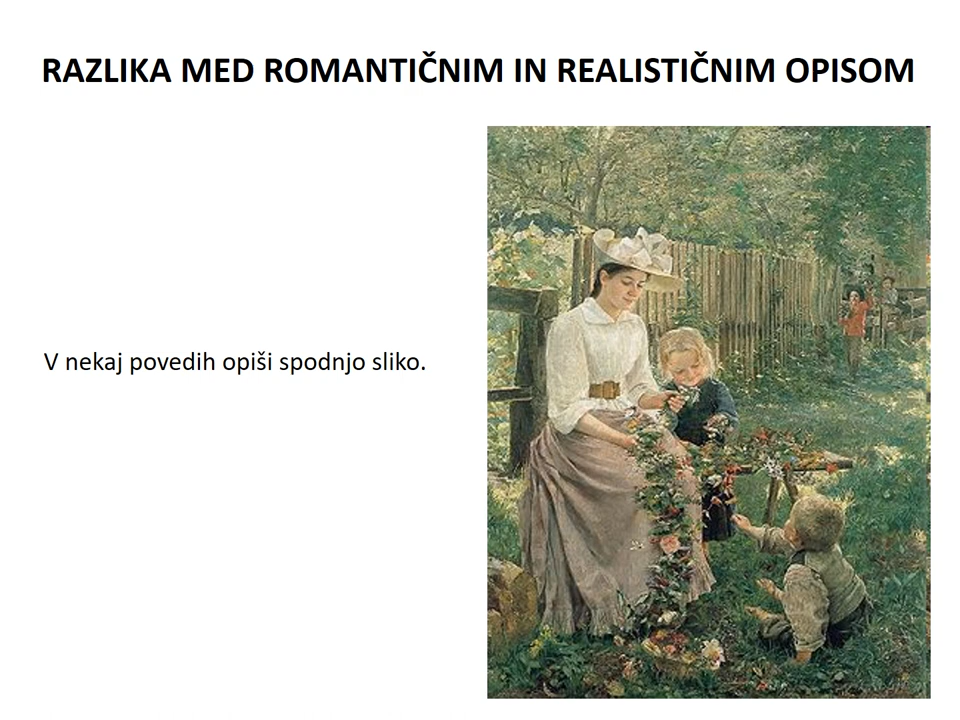 RAZLIKA MED ROMANTIČNIM IN REALISTIČNIM OPISOM
V nekaj povedih opiši spodnjo sliko.